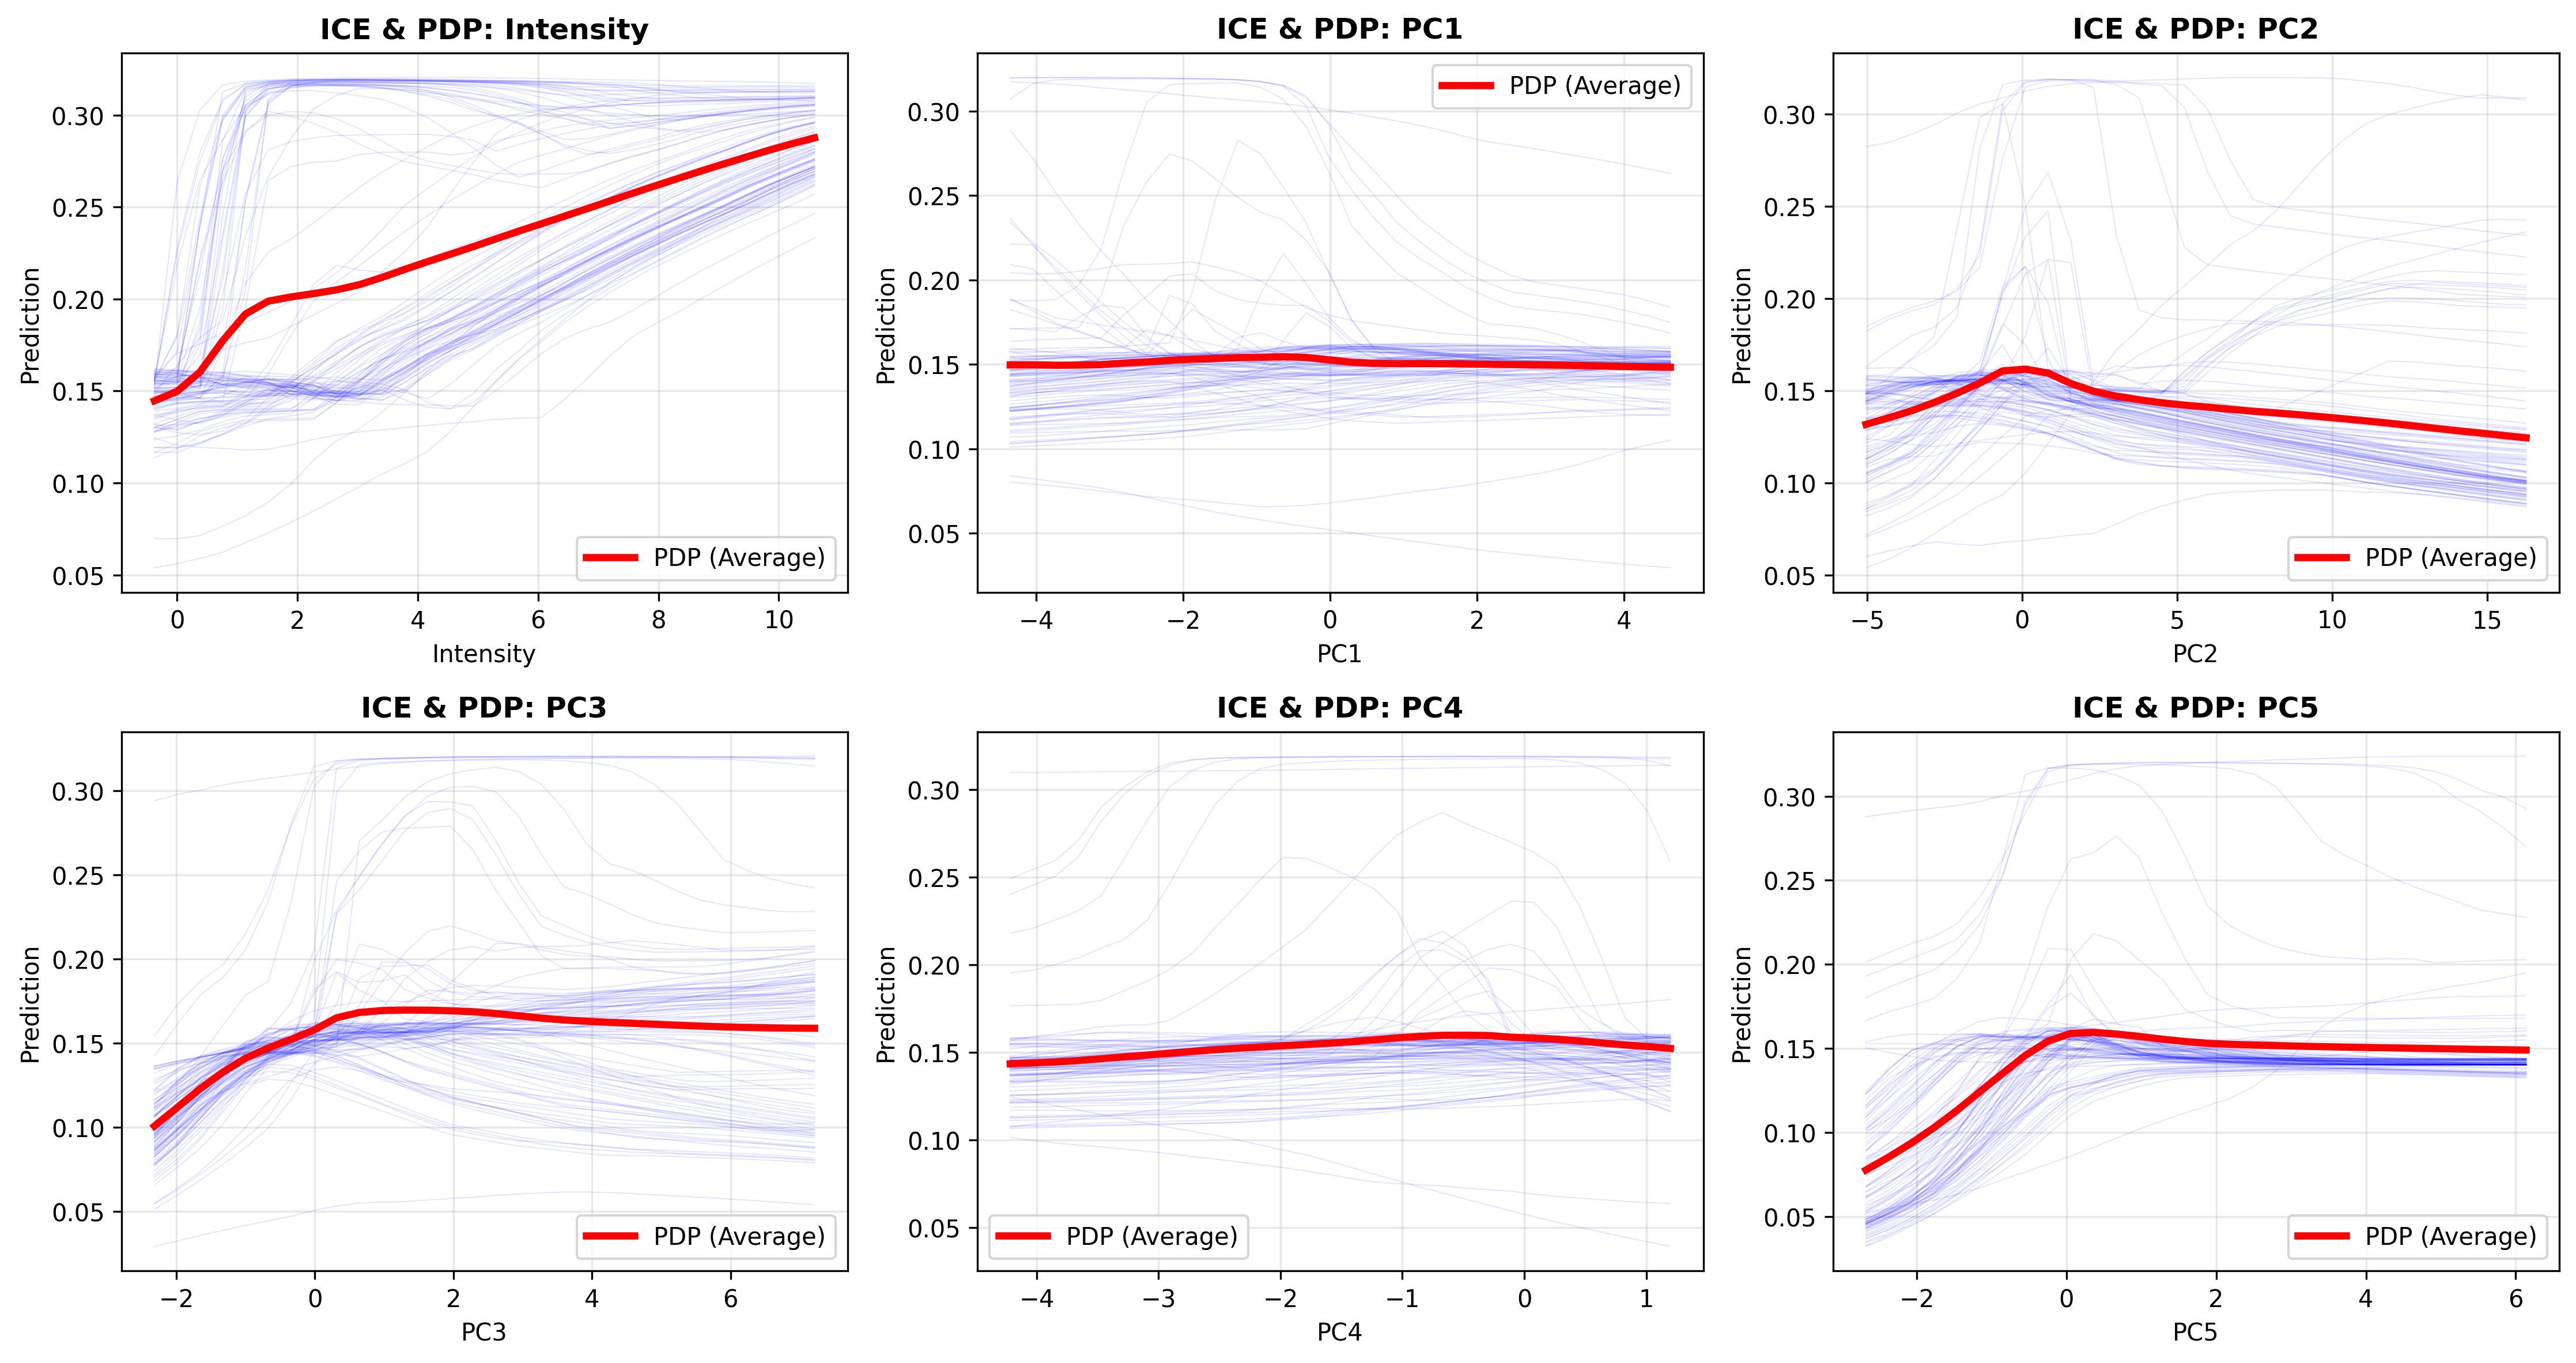 ICE & PDP: Intensity
0.30
0.25
0.20
0.15
0.10
0.05
Prediction
PDP (Average)
0 2 4 6 8 10
Intensity
ICE & PDP: PC1
0.30
0.25
0.20
0.15
0.10
0.05
Prediction
PDP (Average)
−4 −2 0 2 4
PC1
ICE & PDP: PC2
0.30
0.25
0.20
0.15
0.10
0.05
Prediction
PDP (Average)
−5 0 5 10 15
PC2
ICE & PDP: PC3
0.30
0.25
0.20
0.15
0.10
0.05
Prediction
PDP (Average)
−2 0 2 4 6
PC3
ICE & PDP: PC4
0.30
0.25
0.20
0.15
0.10
0.05
Prediction
PDP (Average)
−4 −3 −2 −1 0 1
PC4
ICE & PDP: PC5
0.30
0.25
0.20
0.15
0.10
0.05
Prediction
PDP (Average)
−2 0 2 4 6
PC5